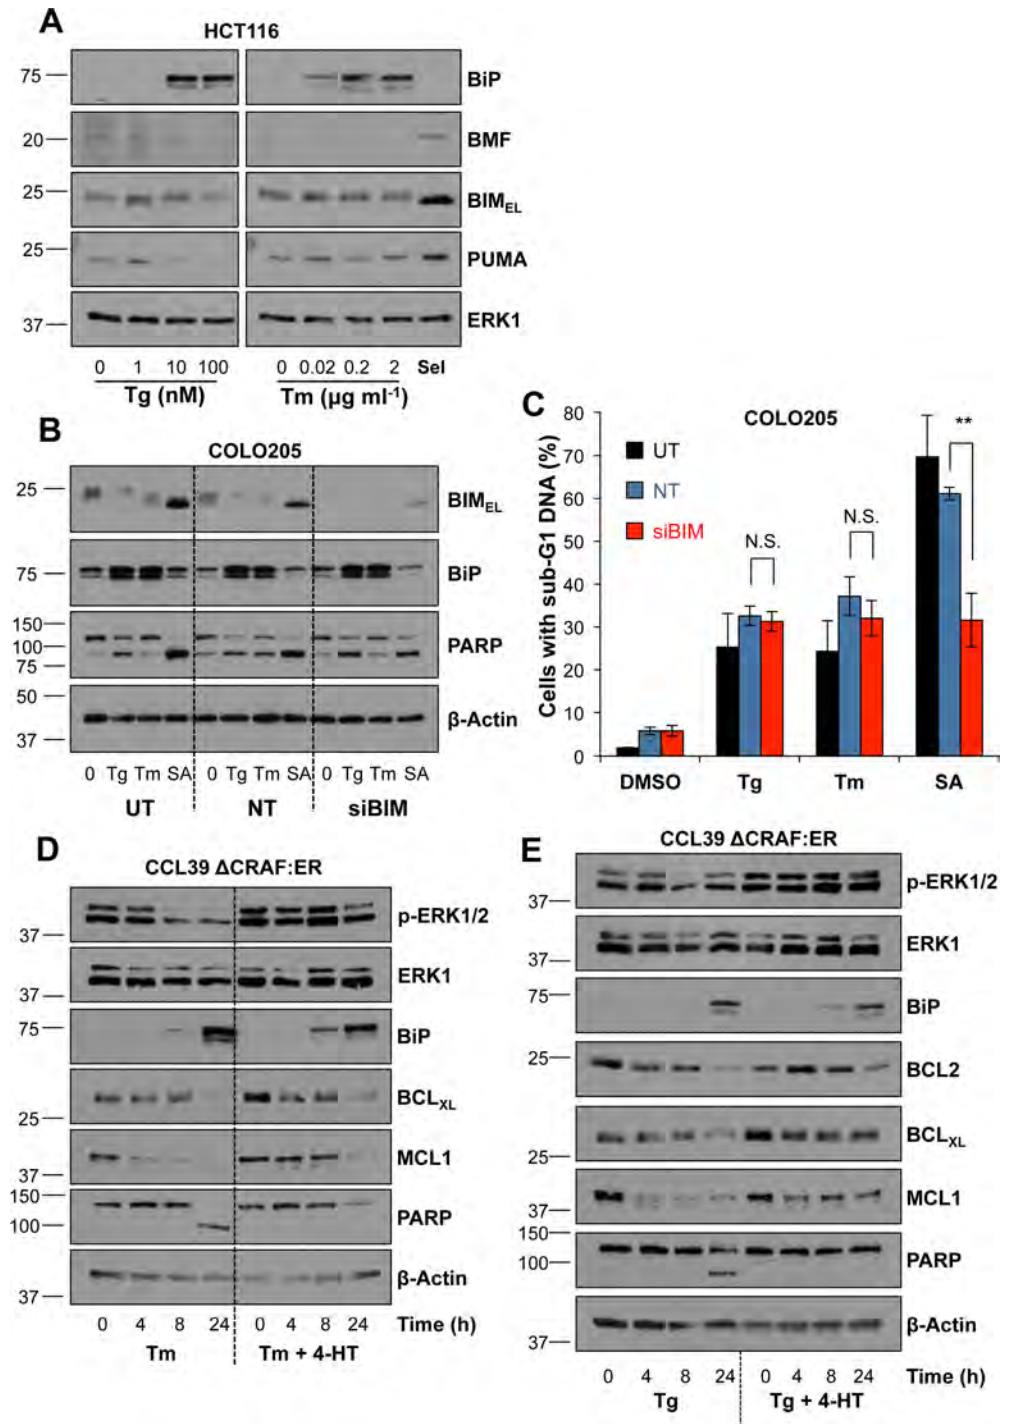 A
HCT116
75
BiP
20
BMF
25
BIM_EL
25
PUMA
37
ERK1
0 1 10 100 0 0.02 0.2 2 Sel
Tg (nM) Tm (µg ml⁻¹)
B
COLO205
25
BIM_EL
75
BiP
150
100
75
PARP
50
37
β-Actin
0 Tg Tm SA 0 Tg Tm SA 0 Tg Tm SA
UT NT siBIM
C
COLO205
Cells with sub-G1 DNA (%)
80
70
60
50
40
30
20
10
0
UT
NT
siBIM
N.S.
N.S.
**
DMSO Tg Tm SA
D
CCL39 ΔCRAF:ER
37
p-ERK1/2
37
ERK1
75
BiP
25
BCL_XL
37
MCL1
150
100
PARP
37
β-Actin
0 4 8 24 0 4 8 24 Time (h)
Tm Tm + 4-HT
E
CCL39 ΔCRAF:ER
37
p-ERK1/2
37
ERK1
75
BiP
25
BCL2
25
BCL_XL
37
MCL1
150
100
PARP
37
β-Actin
0 4 8 24 0 4 8 24 Time (h)
Tg Tg + 4-HT